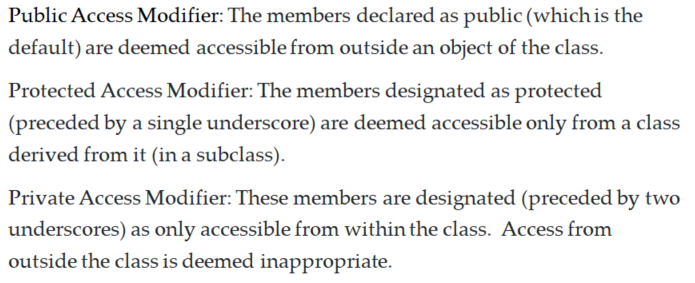 Public Access Modifier: The members declared as public (which is the
default) are deemed accessible from outside an object of the class.
Protected Access Modifier: The members designated as protected
(preceded by a single underscore) are deemed accessible only from a class
derived from it (in a subclass).
Private Access Modifier: These members are designated (preceded by two
underscores) as only accessible from within the class.  Access from
outside the class is deemed inappropriate.